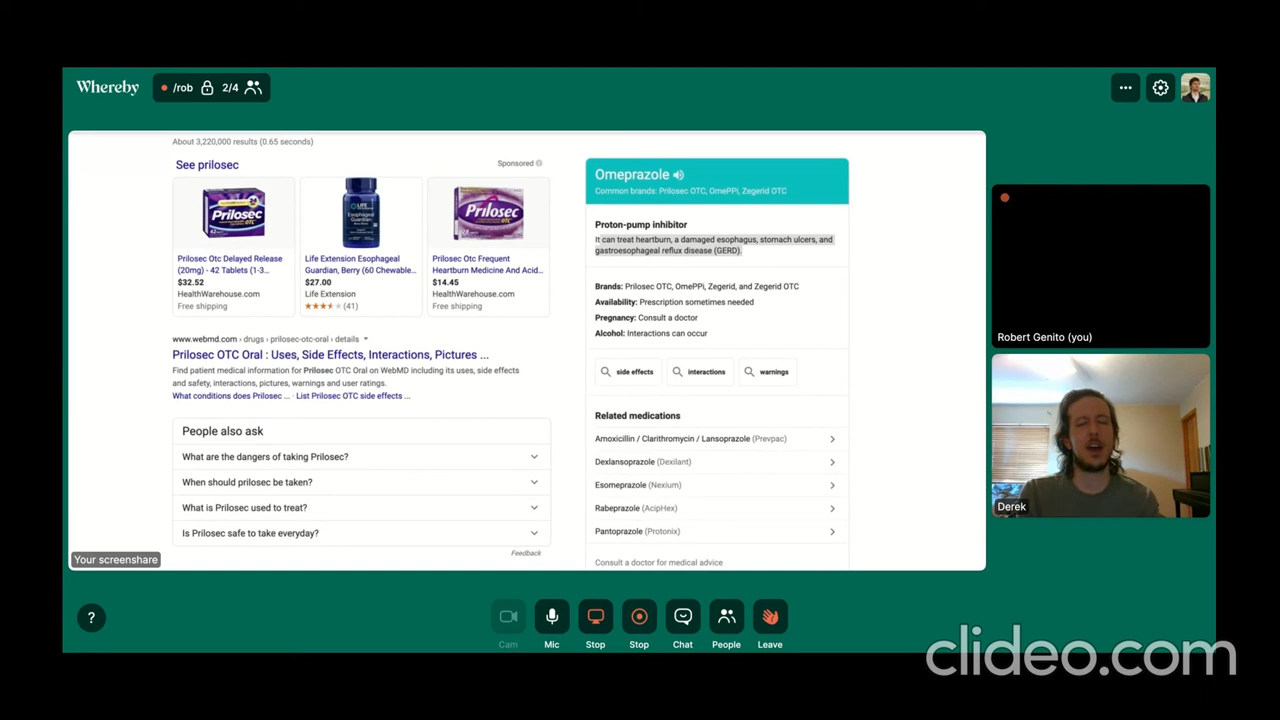 Whereby
/rob 2/4
About 3,220,000 results (0.65 seconds)
See prilosec
Sponsored
Prilosec Otc Delayed Release
(20mg) - 42 Tablets (1-3...
$32.52
HealthWarehouse.com
Free shipping
Life Extension Esophageal
Guardian, Berry (60 Chewable...
$27.00
Life Extension
(41)
Prilosec Otc Frequent
Heartburn Medicine And Acid...
$14.45
HealthWarehouse.com
Free shipping
www.webmd.com › drugs › prilosec-otc-oral › details
Prilosec OTC Oral : Uses, Side Effects, Interactions, Pictures ...
Find patient medical information for Prilosec OTC Oral on WebMD including its uses, side effects
and safety, interactions, pictures, warnings and user ratings.
What conditions does Prilosec ... · List Prilosec OTC side effects ...
People also ask
What are the dangers of taking Prilosec?
When should prilosec be taken?
What is Prilosec used to treat?
Is Prilosec safe to take everyday?
Feedback
Your screenshare
Omeprazole
Common brands: Prilosec OTC, OmePPi, Zegerid OTC
Proton-pump inhibitor
It can treat heartburn, a damaged esophagus, stomach ulcers, and
gastroesophageal reflux disease (GERD).
Brands: Prilosec OTC, OmePPi, Zegerid, and Zegerid OTC
Availability: Prescription sometimes needed
Pregnancy: Consult a doctor
Alcohol: Interactions can occur
side effects
interactions
warnings
Related medications
Amoxicillin / Clarithromycin / Lansoprazole (Prevpac)
Dexlansoprazole (Dexilant)
Esomeprazole (Nexium)
Rabeprazole (AcipHex)
Pantoprazole (Protonix)
Consult a doctor for medical advice
Robert Genito (you)
Derek
?
Cam
Mic
Stop
Stop
Chat
People
Leave
clideo.com